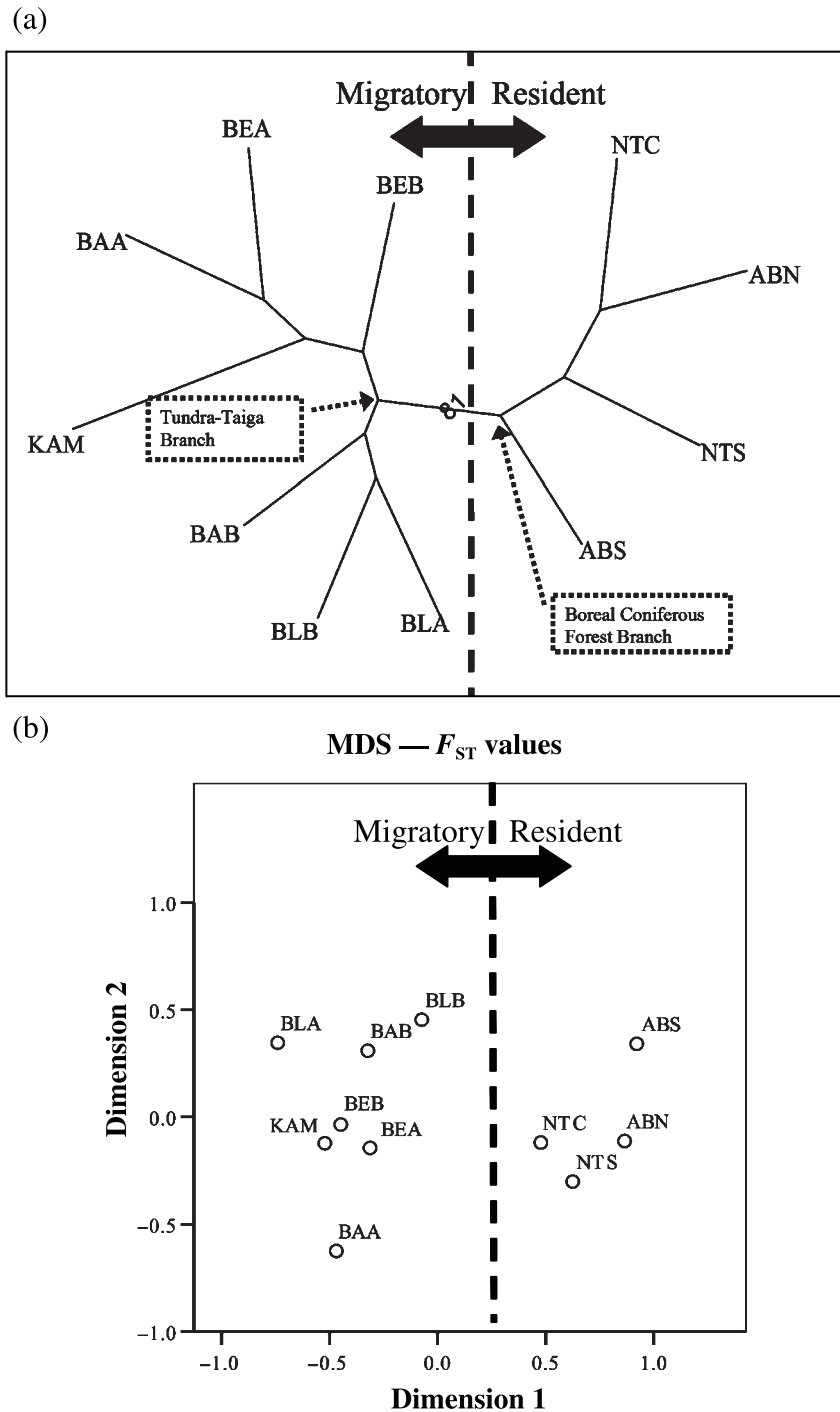 (a)
Migratory Resident
BEA
NTC
BEB
BAA
ABN
Tundra-Taiga
Branch
1
KAM
NTS
BAB
ABS
BLB
BLA
Boreal Coniferous
Forest Branch
(b)
MDS — FST values
Migratory Resident
1.0
0.5
0.0
−0.5
−1.0
Dimension 2
BLB
BLA
BAB
ABS
BEB
KAM
BEA
NTC
ABN
NTS
BAA
−1.0 −0.5 0.0 0.5 1.0
Dimension 1